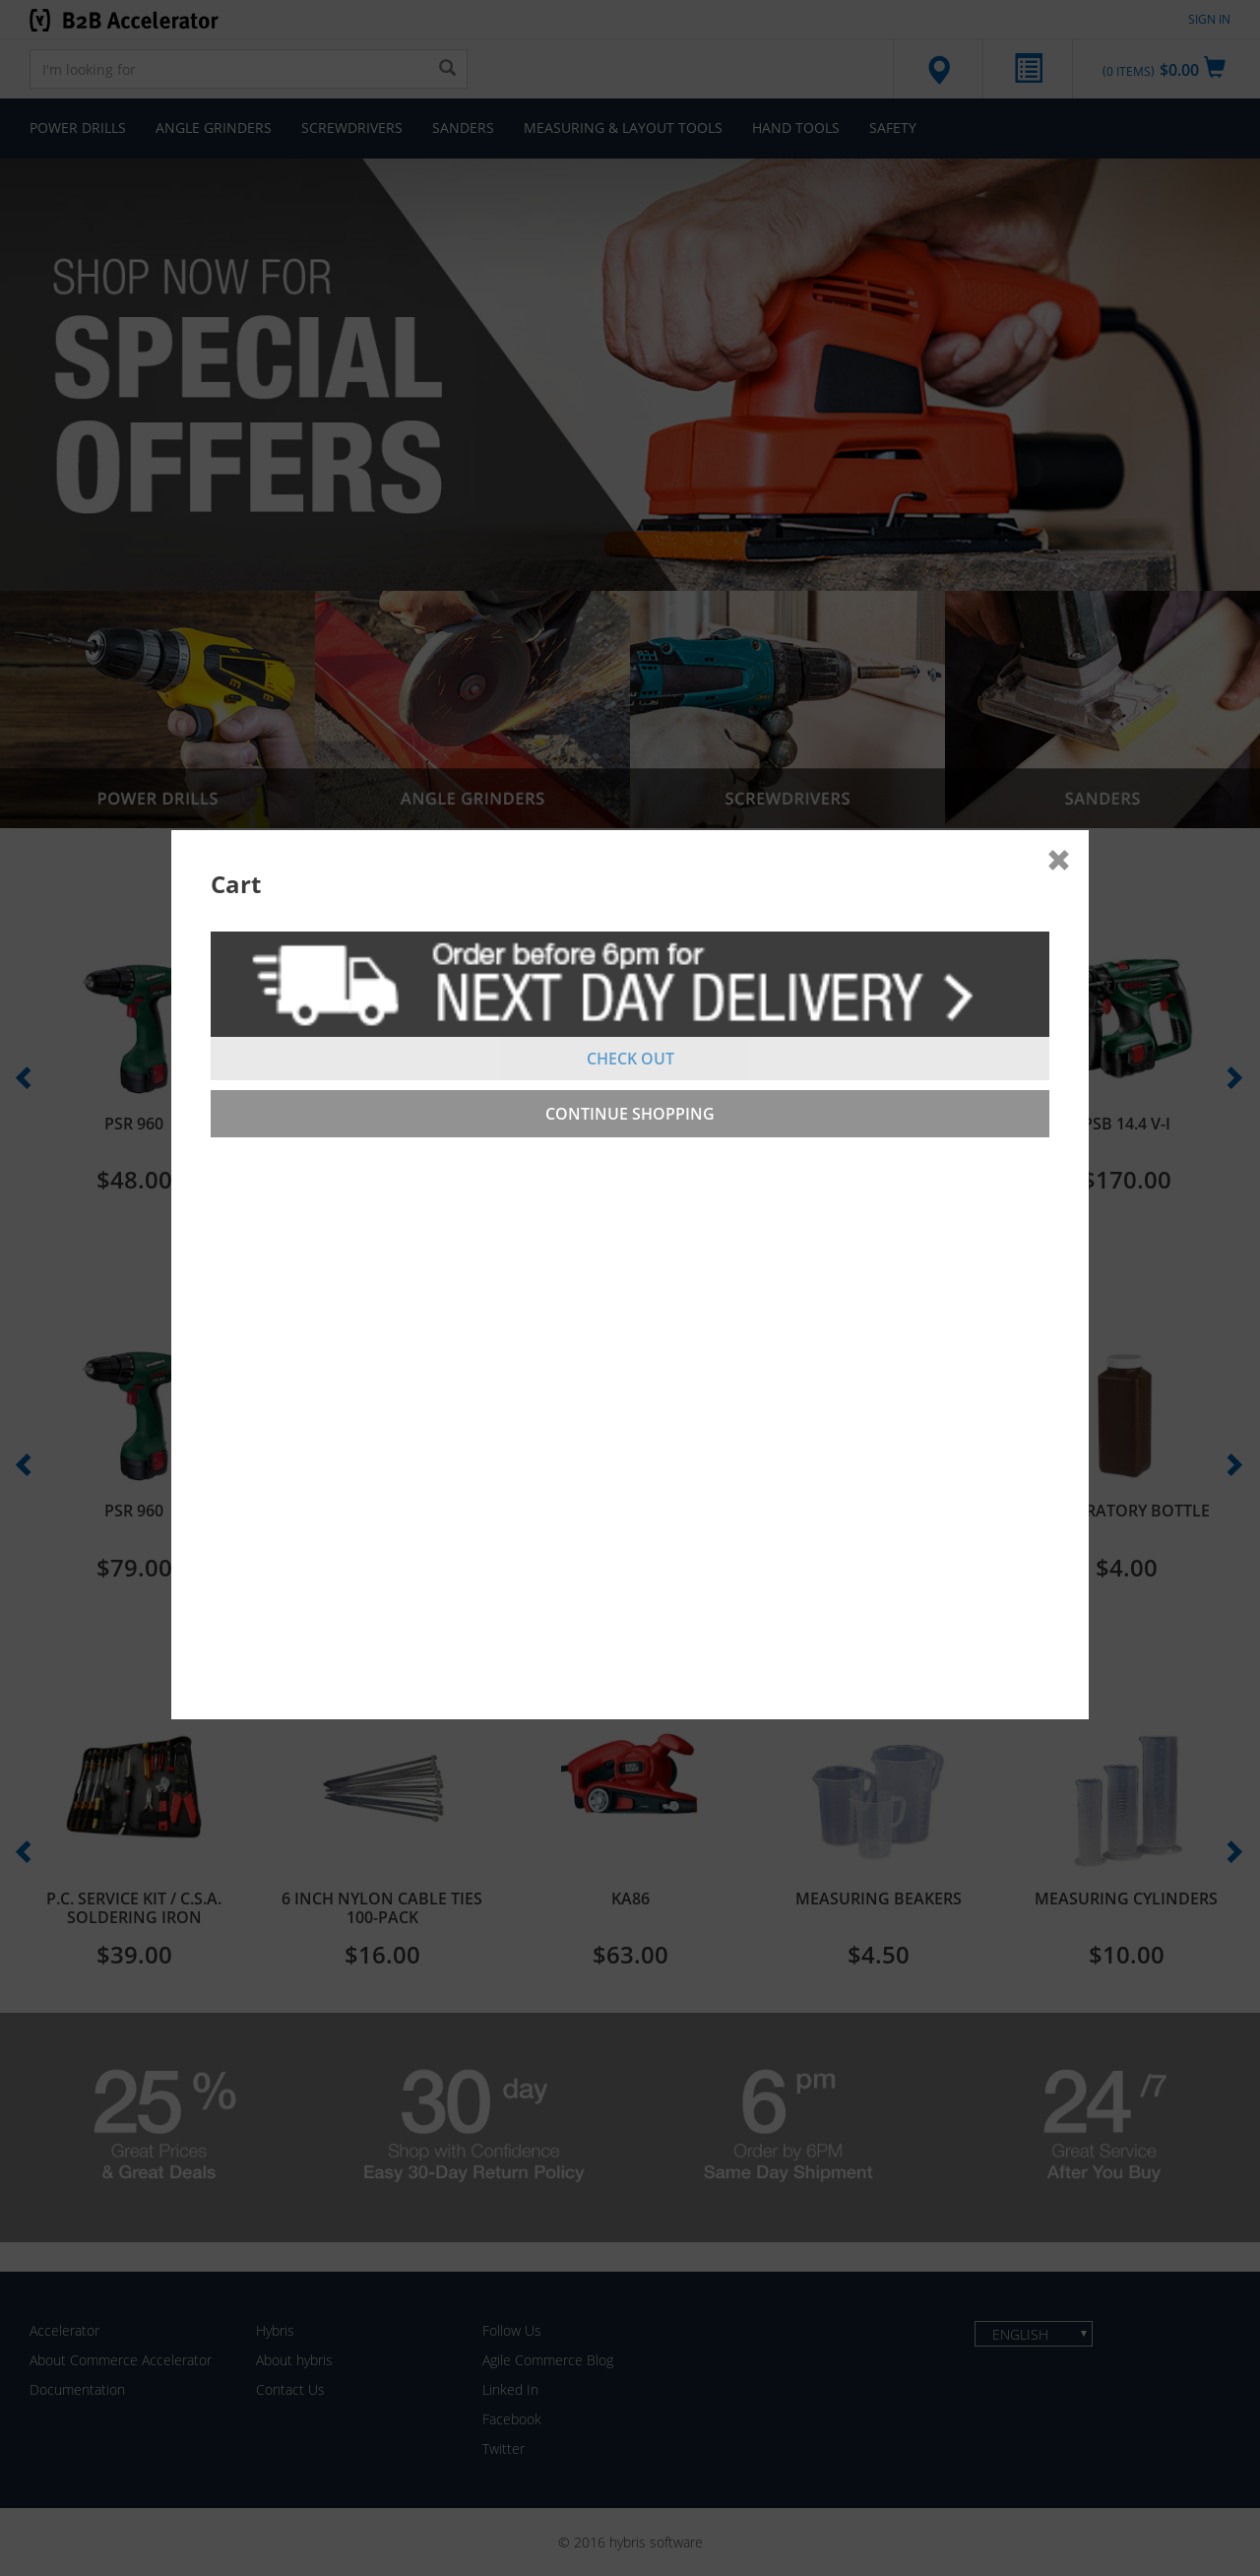 B2B Accelerator
SIGN IN
I'm looking for
(0 ITEMS) $0.00
POWER DRILLS ANGLE GRINDERS SCREWDRIVERS SANDERS MEASURING & LAYOUT TOOLS HAND TOOLS SAFETY
SHOP NOW FOR
SPECIAL
OFFERS
POWER DRILLS
ANGLE GRINDERS
SCREWDRIVERS
SANDERS
Cart
Order before 6pm for
NEXT DAY DELIVERY
CHECK OUT
CONTINUE SHOPPING
PSR 960
$48.00
PSB 14.4 V-I
$170.00
PSR 960
$79.00
RATORY BOTTLE
$4.00
P.C. SERVICE KIT / C.S.A.
SOLDERING IRON
$39.00
6 INCH NYLON CABLE TIES
100-PACK
$16.00
KA86
$63.00
MEASURING BEAKERS
$4.50
MEASURING CYLINDERS
$10.00
25 %
Great Prices
& Great Deals
30 day
Shop with Confidence
Easy 30-Day Return Policy
6 pm
Order by 6PM
Same Day Shipment
24 /7
Great Service
After You Buy
Accelerator
About Commerce Accelerator
Documentation
Hybris
About hybris
Contact Us
Follow Us
Agile Commerce Blog
Linked In
Facebook
Twitter
ENGLISH
© 2016 hybris software